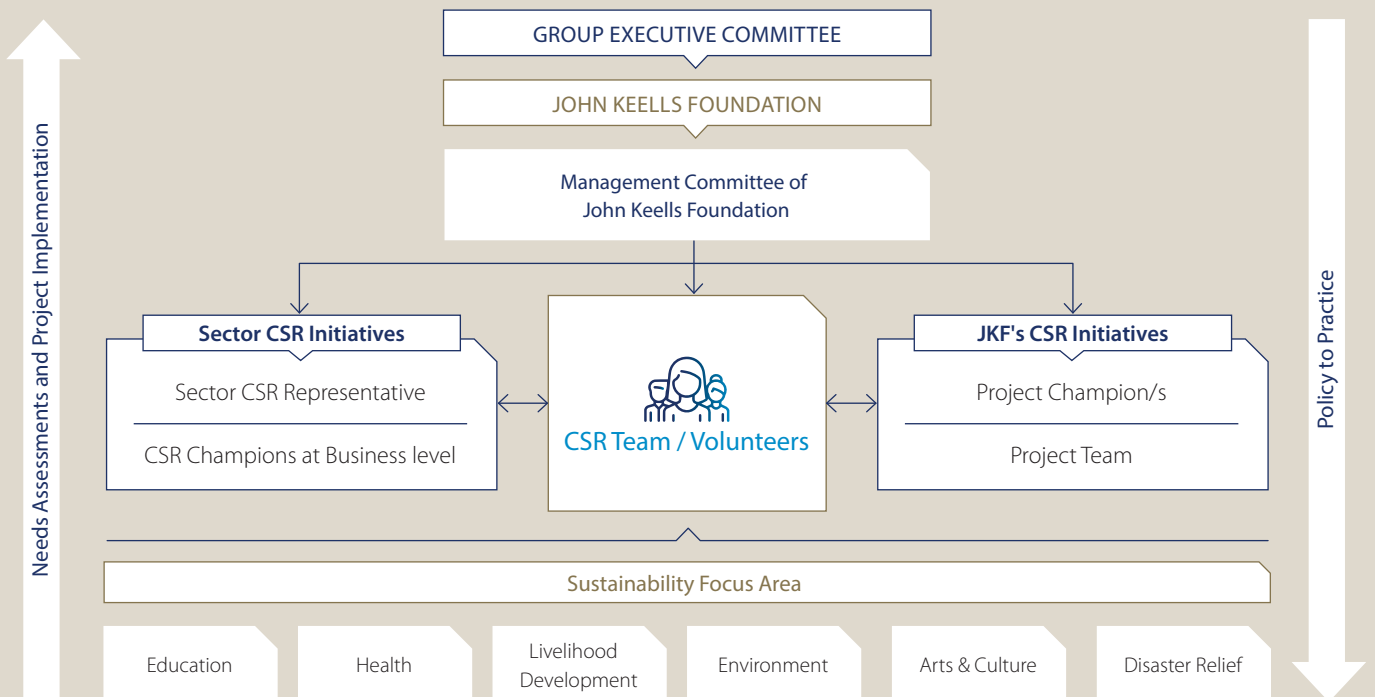 GROUP EXECUTIVE COMMITTEE
JOHN KEELLS FOUNDATION
Management Committee of
John Keells Foundation
Needs Assessments and Project Implementation
Policy to Practice
Sector CSR Initiatives
Sector CSR Representative
CSR Champions at Business level
CSR Team / Volunteers
JKF's CSR Initiatives
Project Champion/s
Project Team
Sustainability Focus Area
Education
Health
Livelihood
Development
Environment
Arts & Culture
Disaster Relief